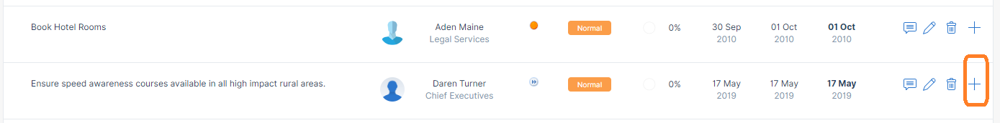 Book Hotel Rooms Aden Maine Normal 0% 30 Sep 01 Oct 01 Oct
Legal Services 2010 2010 2010
Ensure speed awareness courses available in all high impact rural areas. Daren Turner Normal 0% 17 May 17 May 17 May
Chief Executives 2019 2019 2019